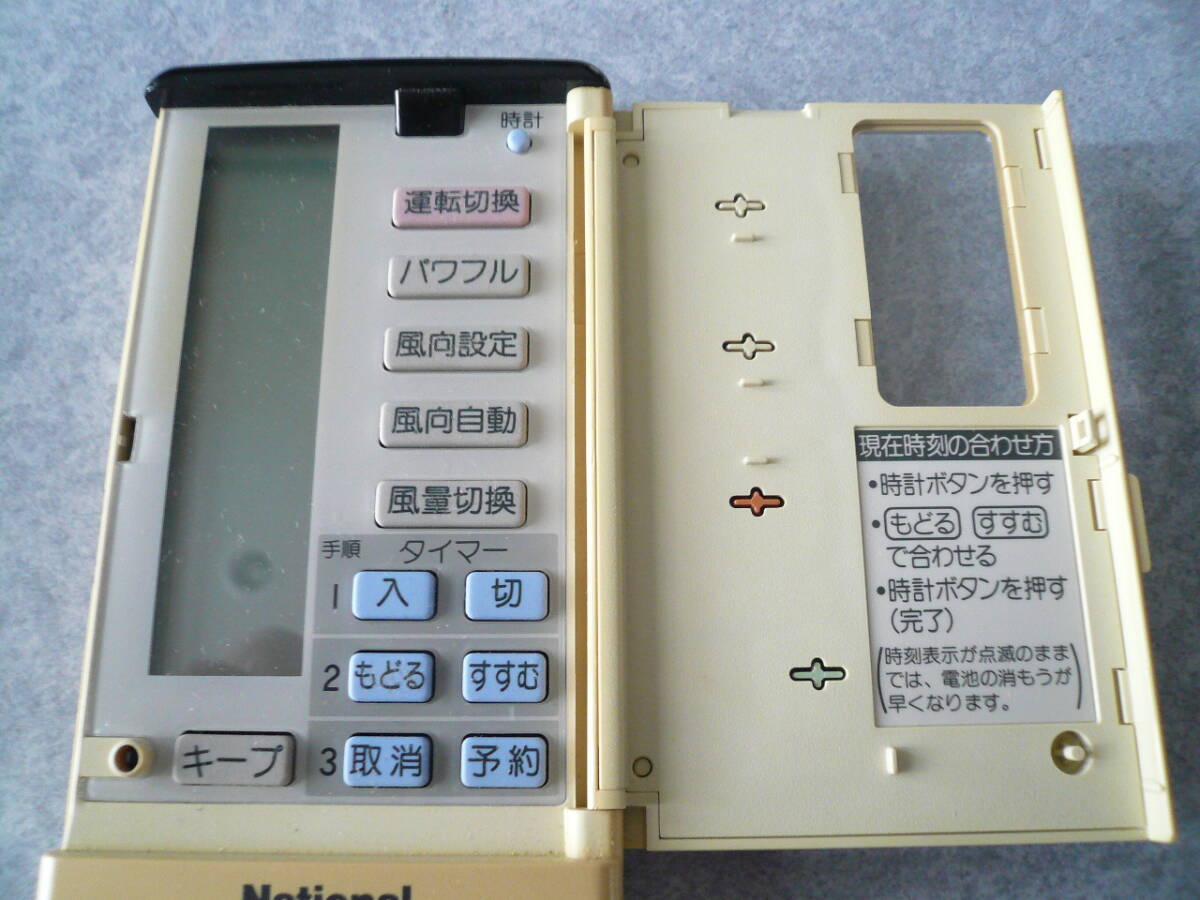 時計
運転切換
パワフル
風向設定
風向自動
風量切換
手順 タイマー
1 入 切
2 もどる すすむ
キープ 3 取消 予約
National
現在時刻の合わせ方
•時計ボタンを押す
•もどる すすむ
で合わせる
•時計ボタンを押す
(完了)
(時刻表示が点滅のまま
では、電池の消もうが
早くなります。)